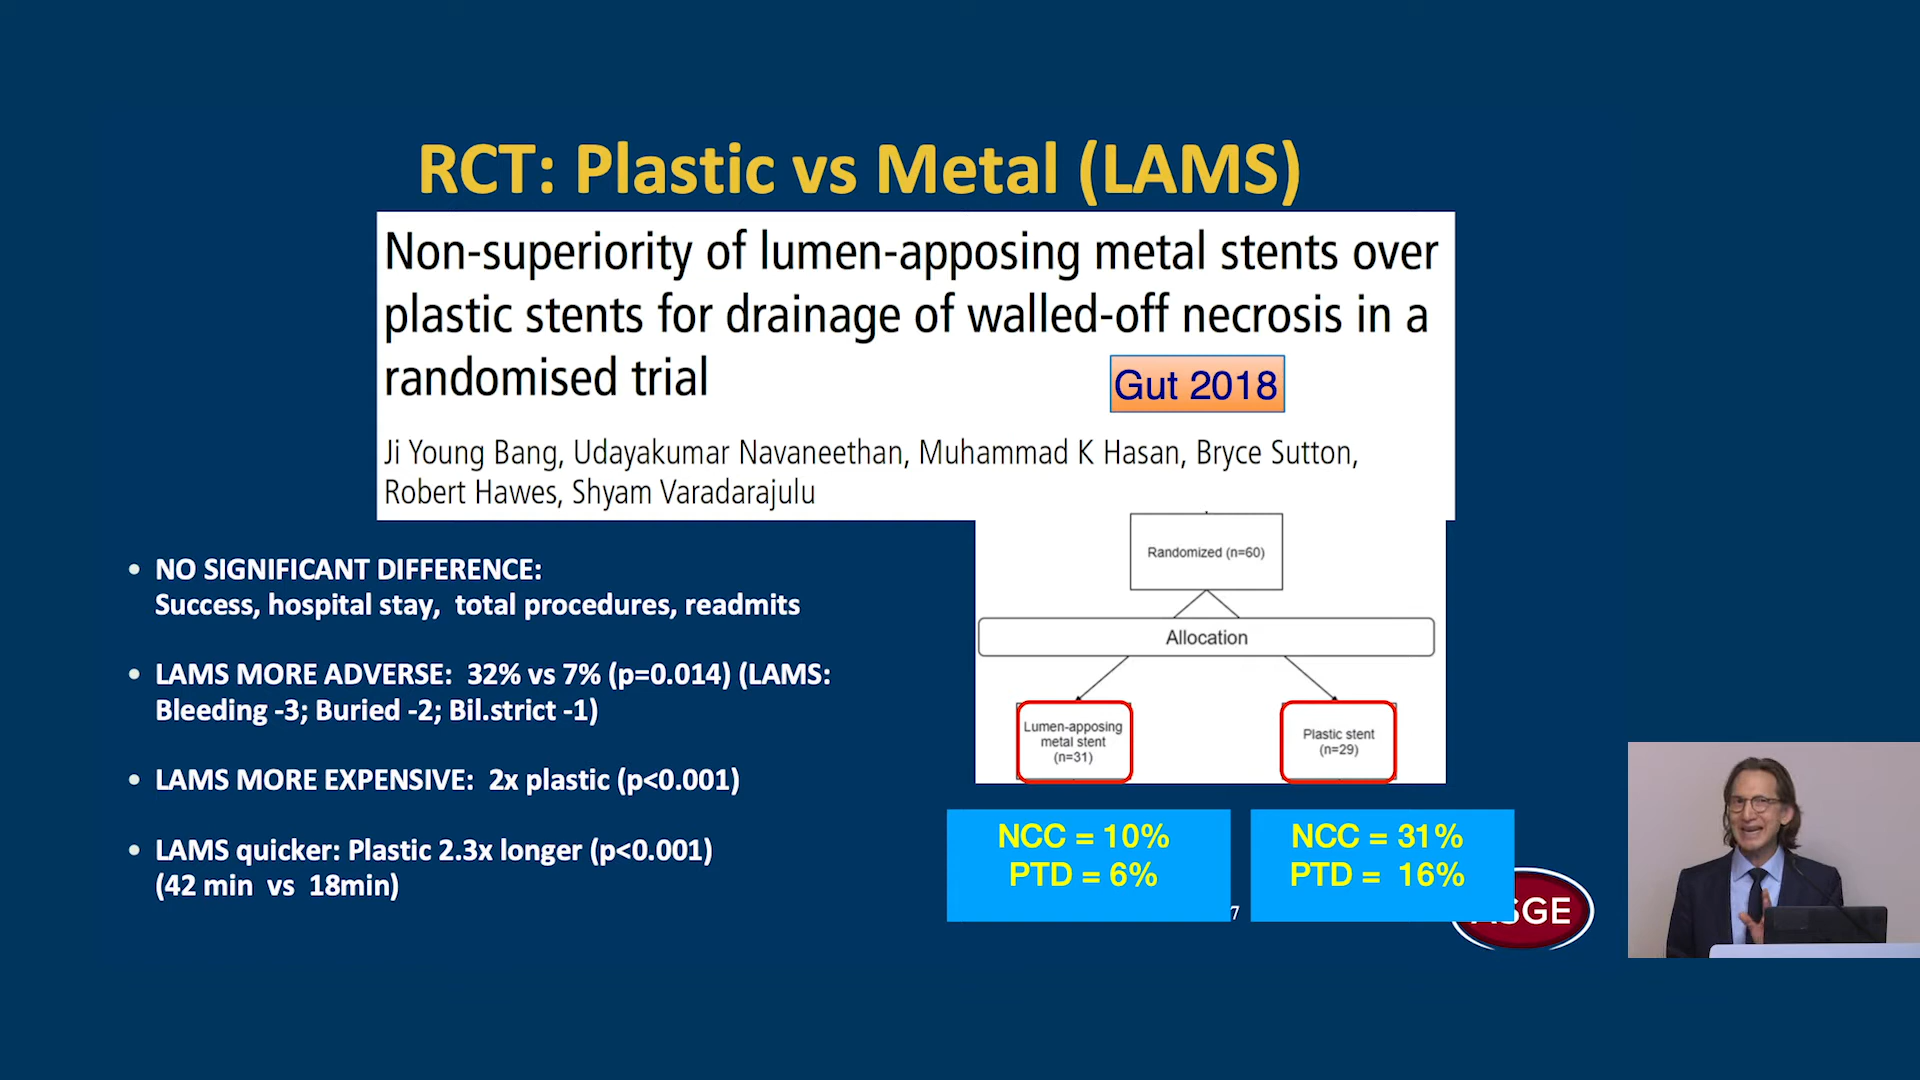 RCT: Plastic vs Metal (LAMS)
Non-superiority of lumen-apposing metal stents over
plastic stents for drainage of walled-off necrosis in a
randomised trial
Gut 2018
Ji Young Bang, Udayakumar Navaneethan, Muhammad K Hasan, Bryce Sutton,
Robert Hawes, Shyam Varadarajulu
• NO SIGNIFICANT DIFFERENCE:
Success, hospital stay, total procedures, readmits
• LAMS MORE ADVERSE: 32% vs 7% (p=0.014) (LAMS:
Bleeding -3; Buried -2; Bil.strict -1)
• LAMS MORE EXPENSIVE: 2x plastic (p<0.001)
• LAMS quicker: Plastic 2.3x longer (p<0.001)
(42 min vs 18min)
Randomized (n=60)
Allocation
Lumen-apposing
metal stent
(n=31)
Plastic stent
(n=29)
NCC = 10%
PTD = 6%
NCC = 31%
PTD = 16%
7
SGE